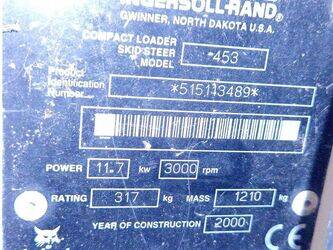 INGERSOLL-RAND®
GWINNER, NORTH DAKOTA U.S.A.
COMPACT LOADER
SKID STEER
MODEL 453
Product
Identification
Number *515113489*
POWER 11.7 kw 3000 rpm
RATING 317 kg MASS 1210 kg
YEAR OF CONSTRUCTION 2000
CE